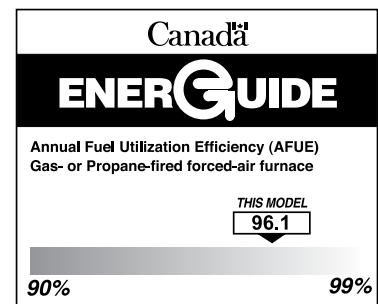 Canada
ENERGUIDE
Annual Fuel Utilization Efficiency (AFUE)
Gas- or Propane-fired forced-air furnace
THIS MODEL
96.1
90%
99%